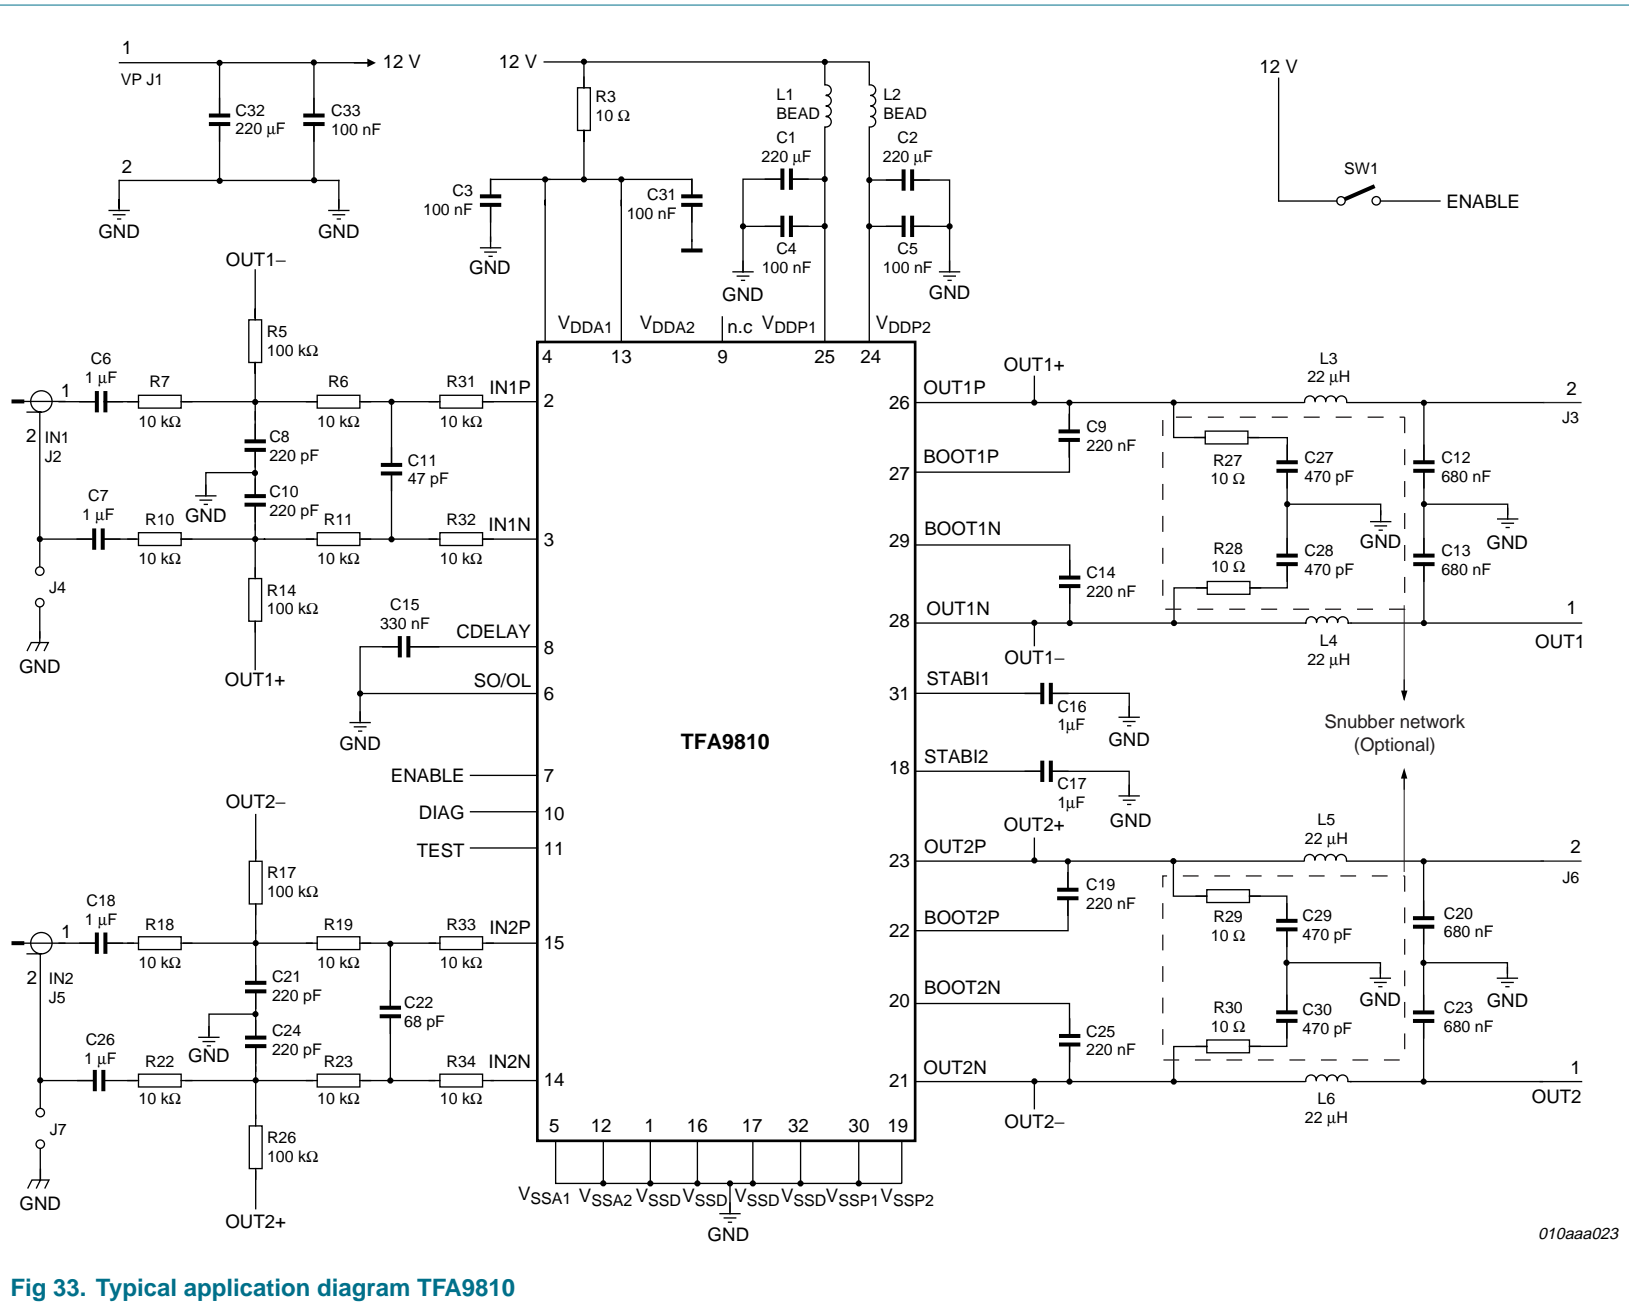 1
VP J1
12 V
C32
220 µF
C33
100 nF
2
GND
GND
12 V
R3
10 Ω
L1
BEAD
L2
BEAD
C1
220 µF
C2
220 µF
C3
100 nF
C31
100 nF
C4
100 nF
C5
100 nF
GND
GND
GND
12 V
SW1
ENABLE
OUT1−
R5
100 kΩ
C6
1 µF
1
R7
10 kΩ
R6
10 kΩ
R31
10 kΩ
IN1P
2
2
IN1
J2
C8
220 pF
C10
220 pF
GND
C11
47 pF
C7
1 µF
R10
10 kΩ
R11
10 kΩ
R32
10 kΩ
IN1N
3
J4
GND
R14
100 kΩ
OUT1+
C15
330 nF
CDELAY
8
SO/OL
6
GND
ENABLE
7
DIAG
10
TEST
11
VDDA1
VDDA2
n.c
VDDP1
VDDP2
4
13
9
25
24
TFA9810
OUT1P
26
OUT1+
C9
220 nF
BOOT1P
27
BOOT1N
29
C14
220 nF
OUT1N
28
OUT1−
L3
22 µH
2
J3
R27
10 Ω
C27
470 pF
C12
680 nF
GND
GND
R28
10 Ω
C28
470 pF
C13
680 nF
L4
22 µH
1
OUT1
STABI1
31
C16
1µF
GND
STABI2
18
C17
1µF
GND
Snubber network
(Optional)
OUT2−
R17
100 kΩ
C18
1 µF
1
R18
10 kΩ
R19
10 kΩ
R33
10 kΩ
IN2P
15
2
IN2
J5
C21
220 pF
C24
220 pF
GND
C22
68 pF
C26
1 µF
R22
10 kΩ
R23
10 kΩ
R34
10 kΩ
IN2N
14
J7
GND
R26
100 kΩ
OUT2+
OUT2+
OUT2P
23
C19
220 nF
BOOT2P
22
BOOT2N
20
C25
220 nF
OUT2N
21
OUT2−
L5
22 µH
2
J6
R29
10 Ω
C29
470 pF
C20
680 nF
GND
GND
R30
10 Ω
C30
470 pF
C23
680 nF
L6
22 µH
1
OUT2
5
12
1
16
17
32
30
19
VSSA1
VSSA2
VSSD
VSSD
VSSD
VSSD
VSSP1
VSSP2
GND
010aaa023
Fig 33. Typical application diagram TFA9810